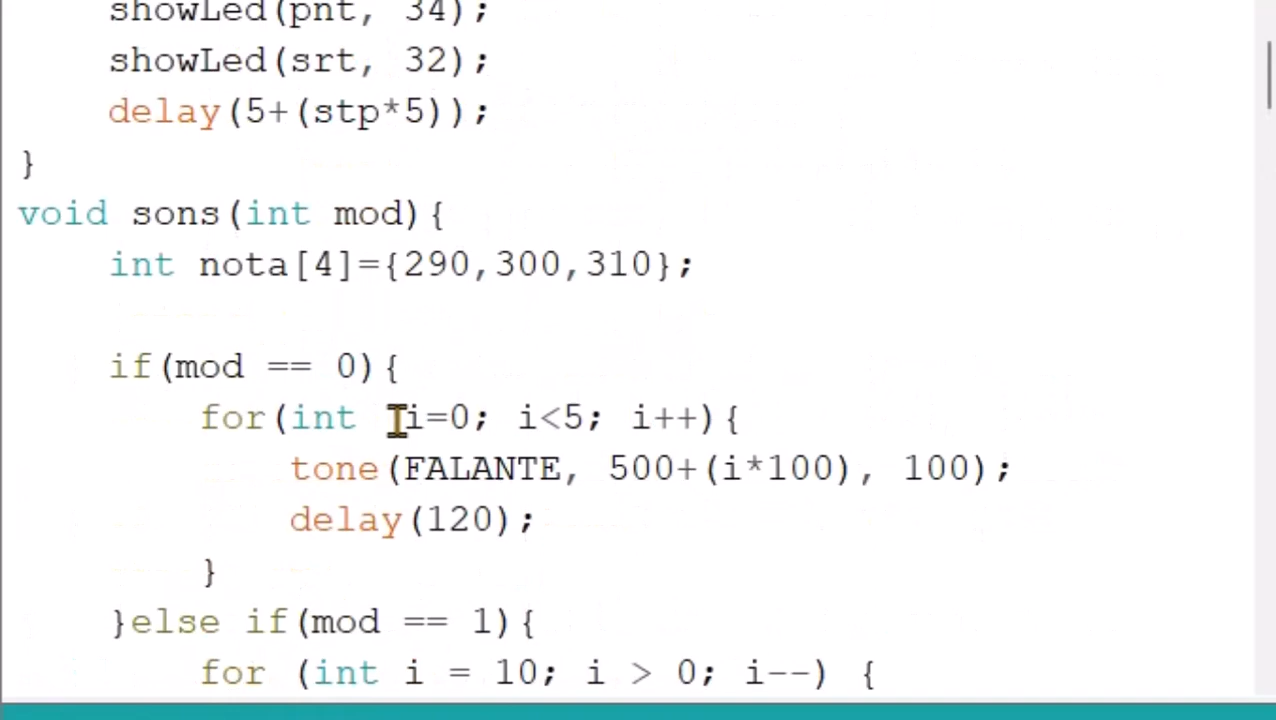 showLed(pnt, 34);
showLed(srt, 32);
delay(5+(stp*5));
}
void sons(int mod){
int nota[4]={290,300,310};
if(mod == 0){
for(int i=0; i<5; i++){
tone(FALANTE, 500+(i*100), 100);
delay(120);
}
}else if(mod == 1){
for (int i = 10; i > 0; i--) {